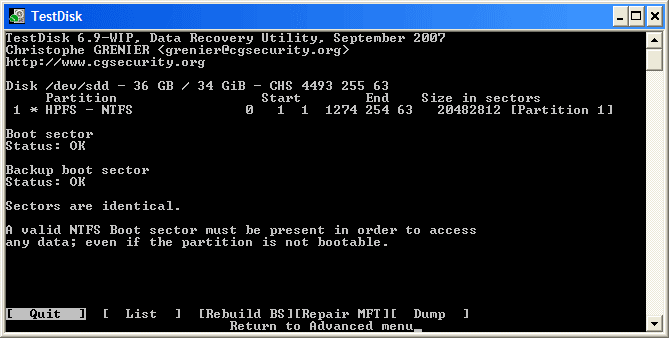 TestDisk
TestDisk 6.9-WIP, Data Recovery Utility, September 2007
Christophe GRENIER <grenier@cgsecurity.org>
http://www.cgsecurity.org
Disk /dev/sdd - 36 GB / 34 GiB - CHS 4493 255 63
Partition Start End Size in sectors
1 * HPFS - NTFS 0 1 1 1274 254 63 20482812 [Partition 1]
Boot sector
Status: OK
Backup boot sector
Status: OK
Sectors are identical.
A valid NTFS Boot sector must be present in order to access
any data; even if the partition is not bootable.
[ Quit ] [ List ] [Rebuild BS][Repair MFT][ Dump ]
Return to Advanced menu_